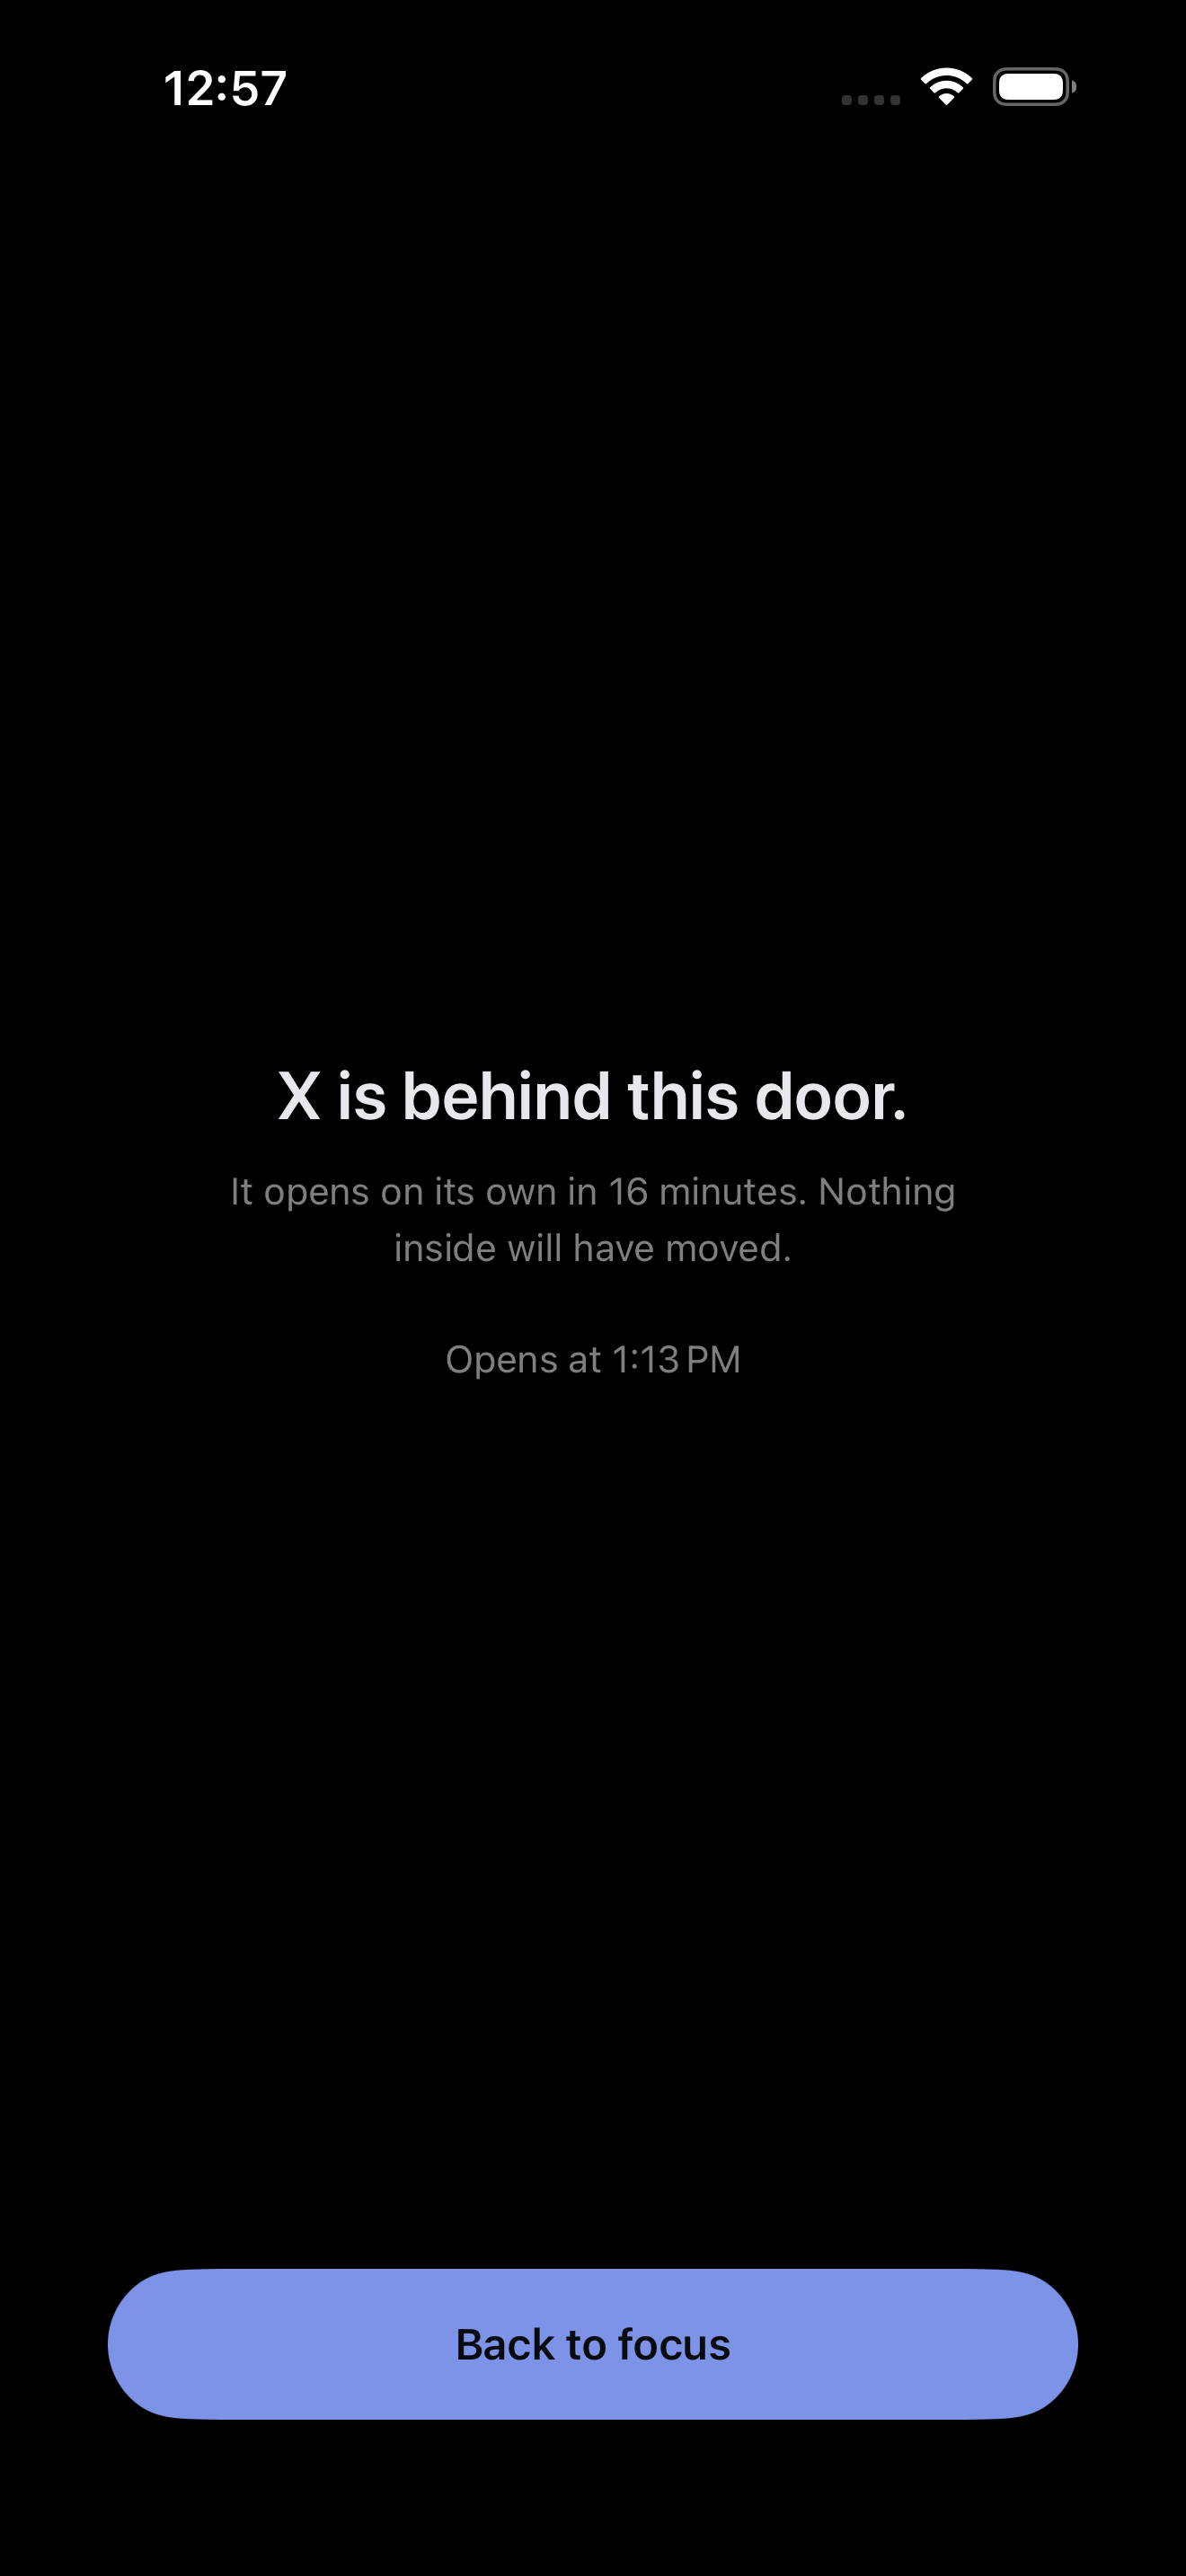 12:57
X is behind this door.
It opens on its own in 16 minutes. Nothing
inside will have moved.
Opens at 1:13 PM
Back to focus